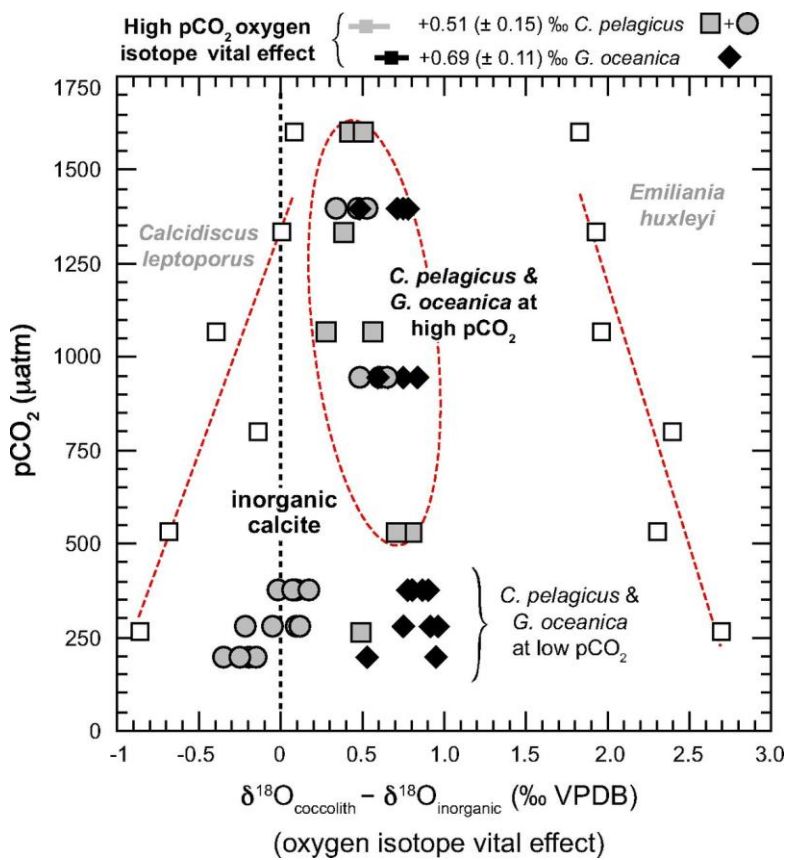 High pCO₂ oxygen
isotope vital effect
+0.51 (± 0.15) ‰ C. pelagicus
+
+0.69 (± 0.11) ‰ G. oceanica
1750
1500
1250
1000
750
500
250
0
pCO₂ (µatm)
Calcidiscus
leptoporus
Emiliania
huxleyi
C. pelagicus &
G. oceanica at
high pCO₂
inorganic
calcite
C. pelagicus &
G. oceanica
at low pCO₂
-1 -0.5 0 0.5 1.0 1.5 2.0 2.5 3.0
δ¹⁸O_coccolith – δ¹⁸O_inorganic (‰ VPDB)
(oxygen isotope vital effect)